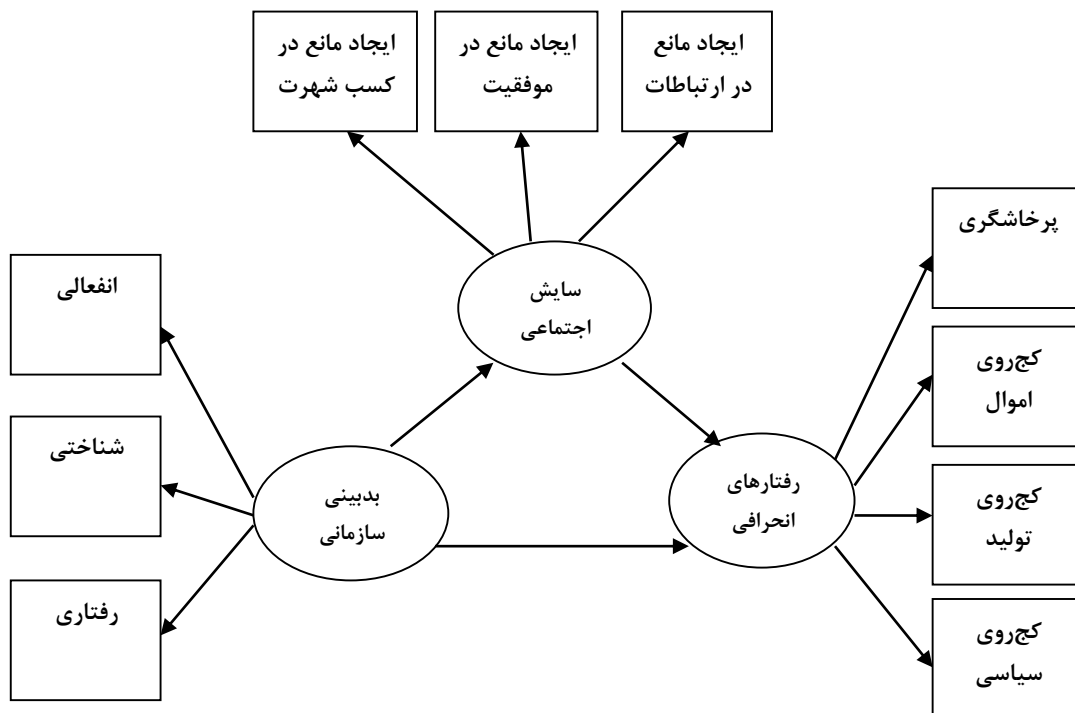 ایجاد مانع
در ارتباطات
ایجاد مانع در
موفقیت
ایجاد مانع در
کسب شهرت
پرخاشگری
کج‌روی
اموال
کج‌روی
تولید
کج‌روی
سیاسی
سایش
اجتماعی
رفتارهای
انحرافی
بدبینی
سازمانی
انفعالی
شناختی
رفتاری